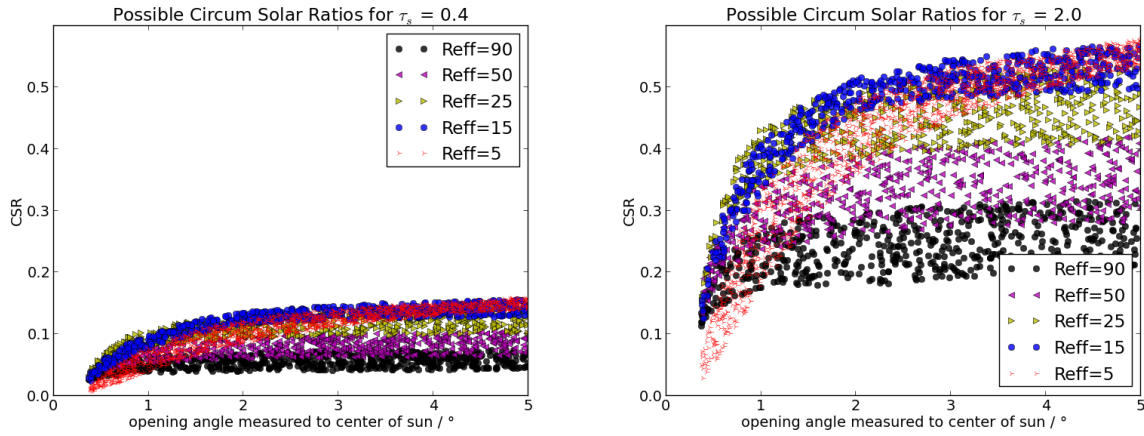 Possible Circum Solar Ratios for τs = 0.4
CSR
0.5
0.4
0.3
0.2
0.1
0.0
Reff=90
Reff=50
Reff=25
Reff=15
Reff=5
0 1 2 3 4 5
opening angle measured to center of sun / °
Possible Circum Solar Ratios for τs = 2.0
CSR
0.5
0.4
0.3
0.2
0.1
0.0
Reff=90
Reff=50
Reff=25
Reff=15
Reff=5
0 1 2 3 4 5
opening angle measured to center of sun / °